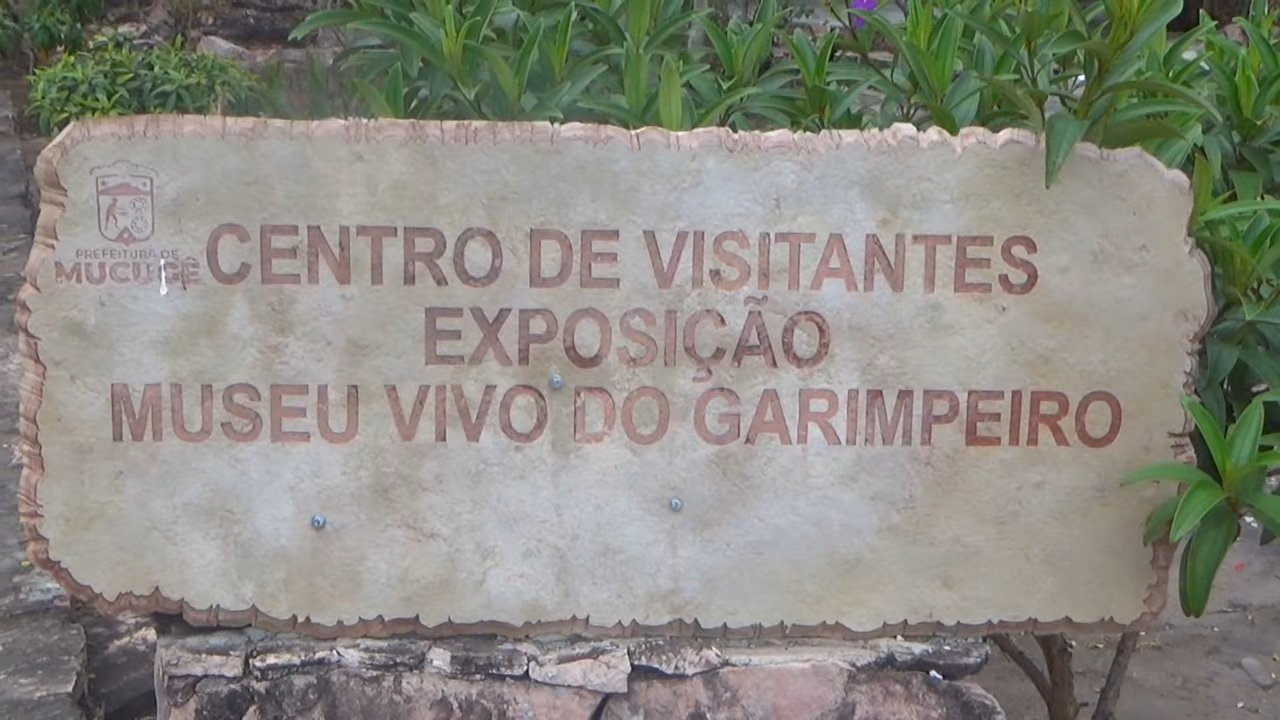 PREFEITURA DE
MUCUGÊ
CENTRO DE VISITANTES
EXPOSIÇÃO
MUSEU VIVO DO GARIMPEIRO